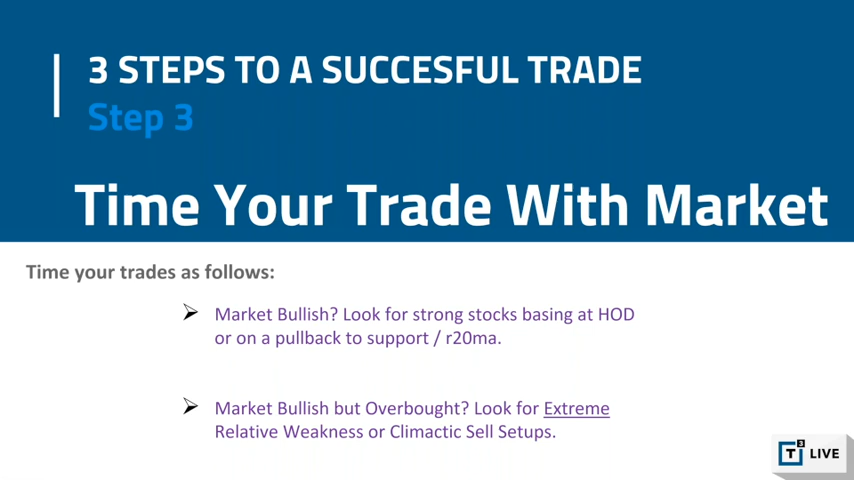 3 STEPS TO A SUCCESFUL TRADE
Step 3
Time Your Trade With Market
Time your trades as follows:
➢ Market Bullish? Look for strong stocks basing at HOD
or on a pullback to support / r20ma.
➢ Market Bullish but Overbought? Look for Extreme
Relative Weakness or Climactic Sell Setups.
T3 LIVE